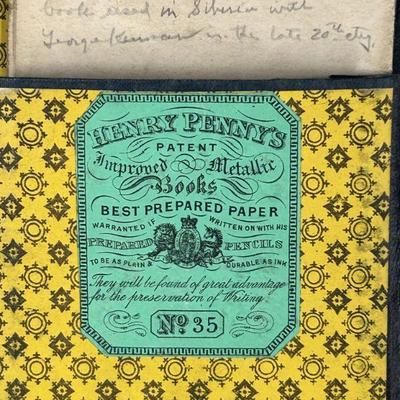 book used in Siberia with
George Kennan in the late 20th cty.
HENRY PENNY'S
PATENT
Improved Metallic
Books
BEST PREPARED PAPER
WARRANTED IF WRITTEN ON WITH HIS
PREPARED PENCILS
TO BE AS PLAIN & DURABLE AS INK
They will be found of great advantage
for the preservation of Writing
No 35